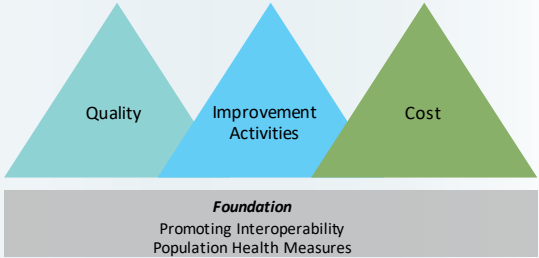 Quality
Improvement
Activities
Cost
Foundation
Promoting Interoperability
Population Health Measures